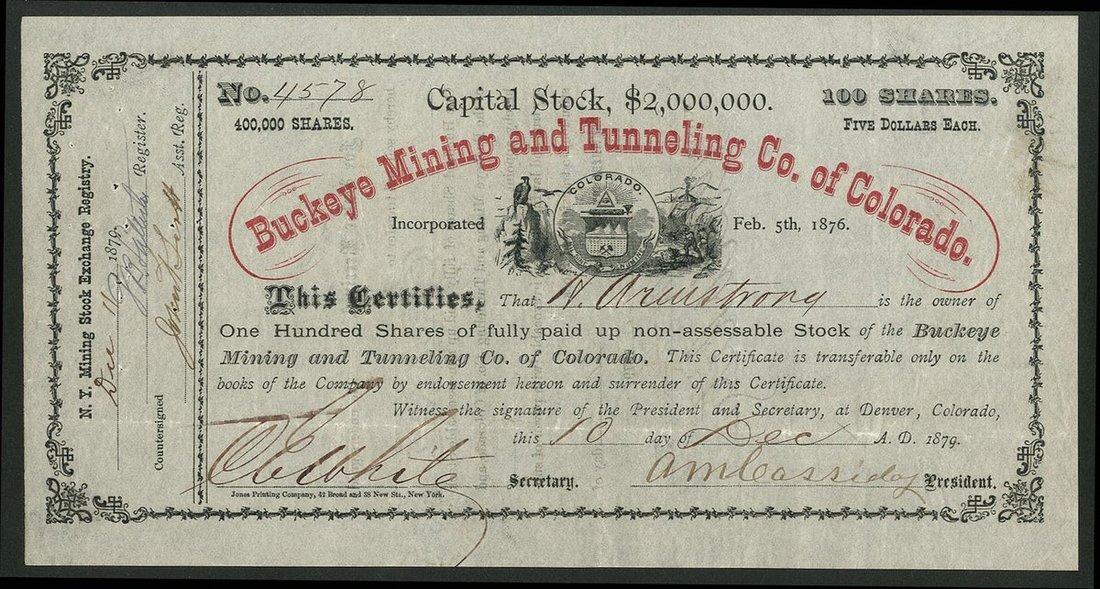 N. Y. Mining Stock Exchange Registry.
Dec 11 1879.
Register.
Countersigned
Asst. Reg.
No. 4578
400,000 SHARES.
Capital Stock, $2,000,000.
100 SHARES.
FIVE DOLLARS EACH.
Buckeye Mining and Tunneling Co. of Colorado.
COLORADO.
Incorporated Feb. 5th, 1876.
This Certifies, That H. Armstrong is the owner of
One Hundred Shares of fully paid up non-assessable Stock of the Buckeye
Mining and Tunneling Co. of Colorado. This Certificate is transferable only on the
books of the Company by endorsement hereon and surrender of this Certificate.
Witness the signature of the President and Secretary, at Denver, Colorado,
this 10 day of Dec A. D. 1879.
White Secretary. A M Cassiday President.
Jones Printing Company, 42 Broad and 38 New Sts., New York.